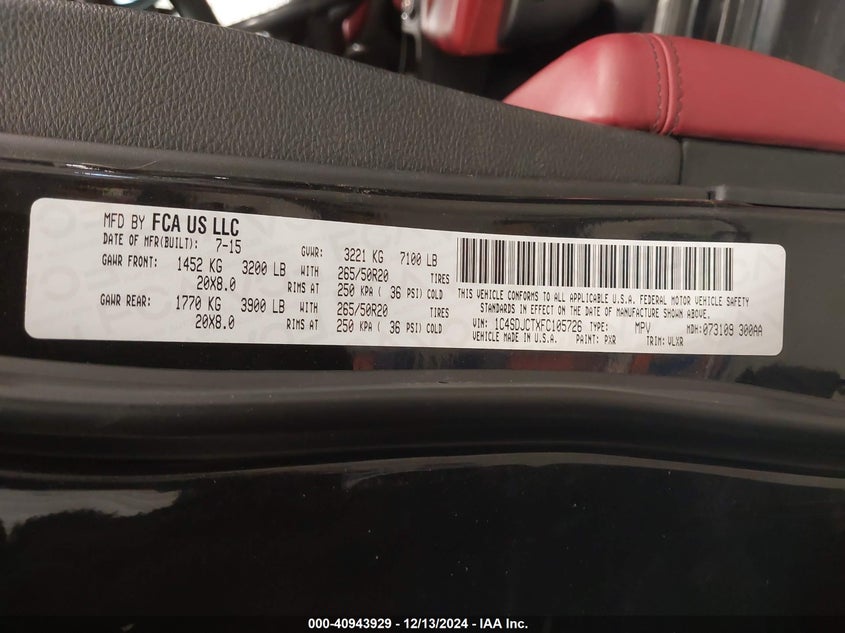 MFD BY FCA US LLC
DATE OF MFR(BUILT): 7-15 GVWR: 3221 KG 7100 LB
GAWR FRONT: 1452 KG 3200 LB WITH 265/50R20 TIRES
20X8.0 RIMS AT 250 KPA ( 36 PSI) COLD
GAWR REAR: 1770 KG 3900 LB WITH 265/50R20 TIRES
20X8.0 RIMS AT 250 KPA ( 36 PSI) COLD
THIS VEHICLE CONFORMS TO ALL APPLICABLE U.S.A. FEDERAL MOTOR VEHICLE SAFETY
STANDARDS IN EFFECT ON THE DATE OF MANUFACTURE SHOWN ABOVE.
VIN: 1C4SDJCTXFC105726 TYPE: MPV MDH: 073109 300AA
VEHICLE MADE IN U.S.A. PAINT: PXR TRIM: VLXR
000-40943929 - 12/13/2024 - IAA Inc.